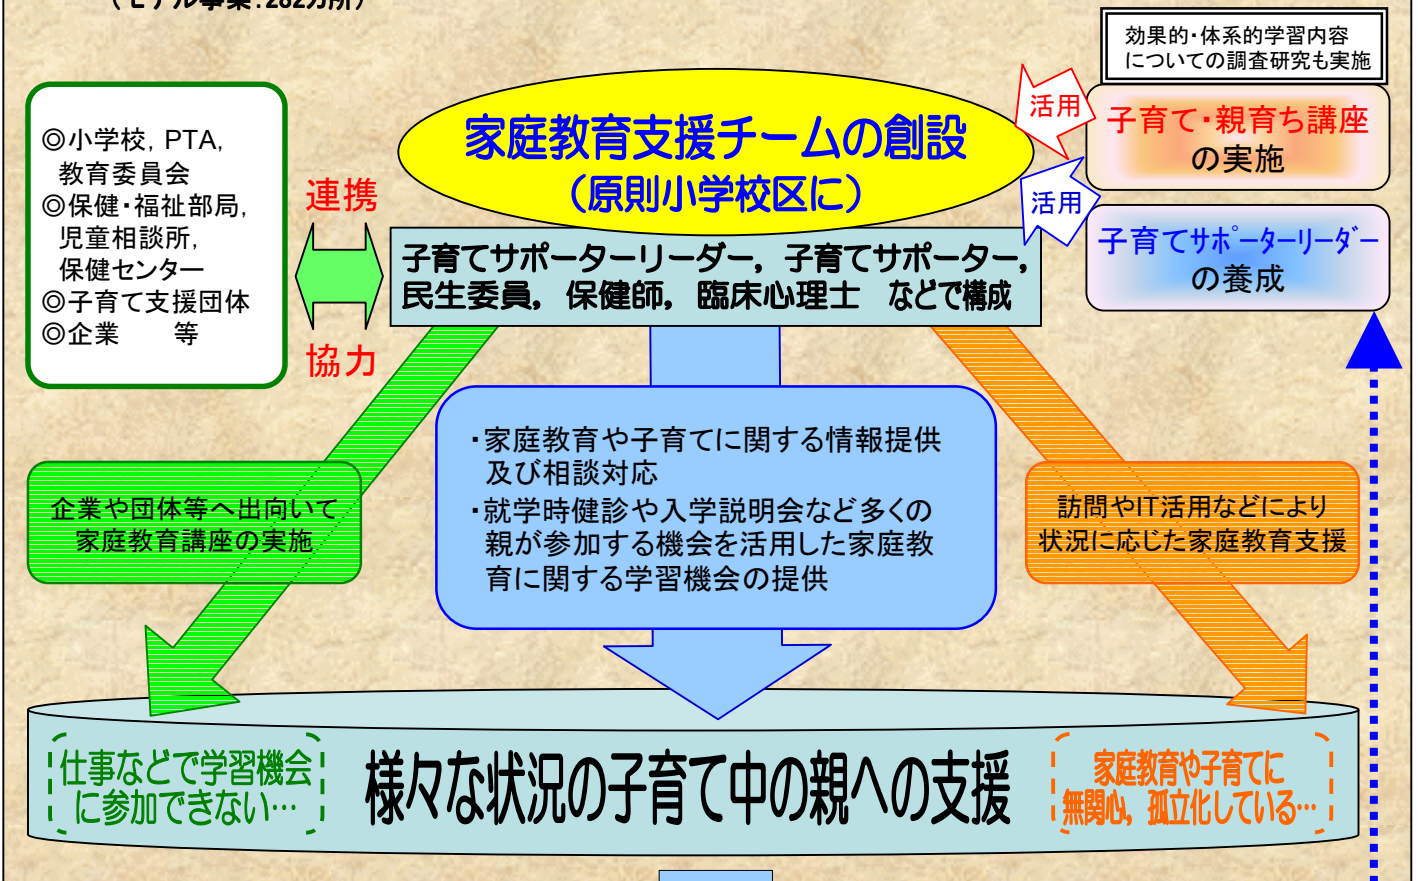 (モデル事業:282カ所)
効果的・体系的学習内容
についての調査研究も実施
◎小学校, PTA,
教育委員会
◎保健・福祉部局,
児童相談所,
保健センター
◎子育て支援団体
◎企業　　等
連携
協力
家庭教育支援チームの創設
(原則小学校区に)
子育てサポーターリーダー, 子育てサポーター,
民生委員, 保健師, 臨床心理士　などで構成
活用
子育て・親育ち講座
の実施
活用
子育てｻﾎﾟｰﾀｰﾘｰﾀﾞｰ
の養成
企業や団体等へ出向いて
家庭教育講座の実施
・家庭教育や子育てに関する情報提供
及び相談対応
・就学時健診や入学説明会など多くの
親が参加する機会を活用した家庭教
育に関する学習機会の提供
訪問やIT活用などにより
状況に応じた家庭教育支援
仕事などで学習機会
に参加できない…
様々な状況の子育て中の親への支援
家庭教育や子育てに
無関心, 孤立化している…